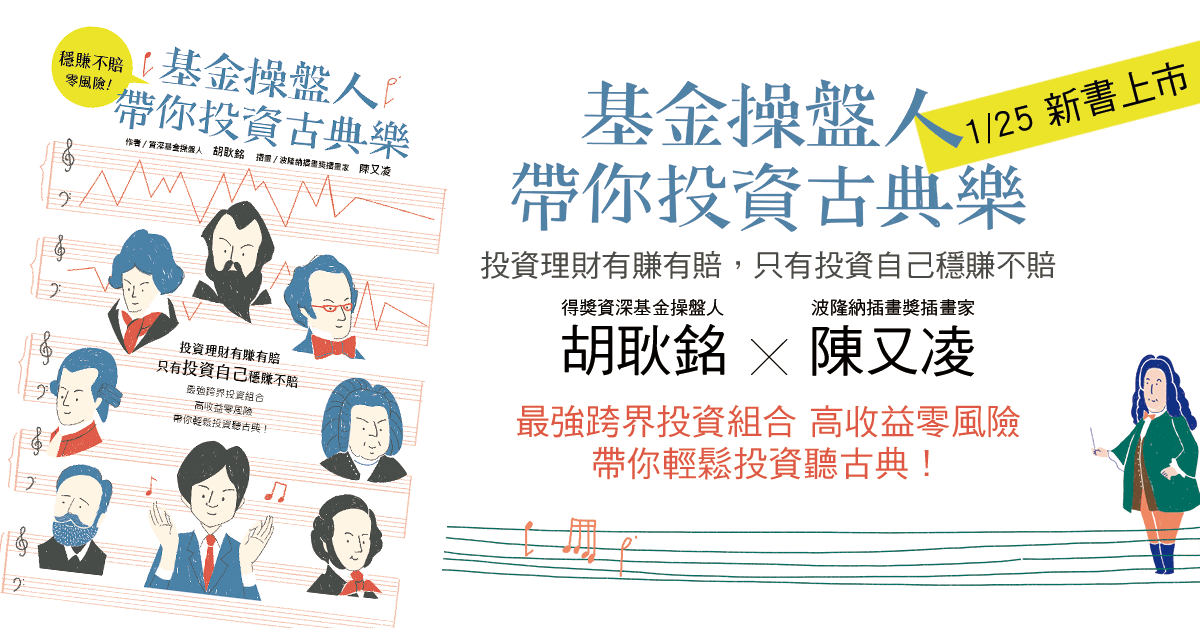 穩賺不賠
零風險!
基金操盤人
帶你投資古典樂
作者/資深基金操盤人 胡耿銘 插畫/波隆納插畫獎插畫家 陳又凌
投資理財有賺有賠
只有投資自己穩賺不賠
最強跨界投資組合
高收益零風險
帶你輕鬆投資聽古典！
基金操盤人
1/25 新書上市
帶你投資古典樂
投資理財有賺有賠，只有投資自己穩賺不賠
得獎資深基金操盤人 波隆納插畫獎插畫家
胡耿銘 × 陳又凌
最強跨界投資組合 高收益零風險
帶你輕鬆投資聽古典！